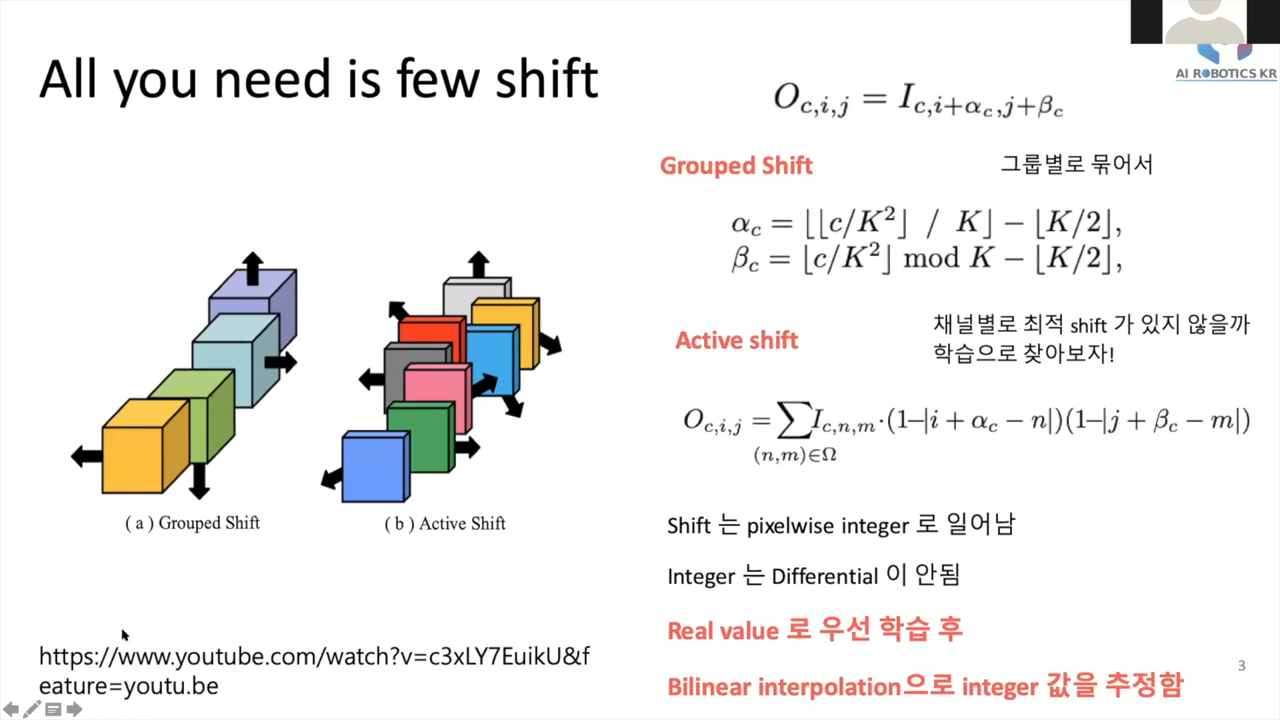 All you need is few shift
AI ROBOTICS KR
O_{c,i,j} = I_{c,i+α_c,j+β_c}
Grouped Shift
그룹별로 묶어서
α_c = ⌊⌊c/K²⌋ / K⌋ − ⌊K/2⌋,
β_c = ⌊c/K²⌋ mod K − ⌊K/2⌋,
Active shift
채널별로 최적 shift 가 있지 않을까
학습으로 찾아보자!
O_{c,i,j} = ∑_{(n,m)∈Ω} I_{c,n,m}·(1−|i + α_c − n|)(1−|j + β_c − m|)
( a ) Grouped Shift
( b ) Active Shift
Shift 는 pixelwise integer 로 일어남
Integer 는 Differential 이 안됨
Real value 로 우선 학습 후
Bilinear interpolation으로 integer 값을 추정함
https://www.youtube.com/watch?v=c3xLY7EuikU&f
eature=youtu.be
3